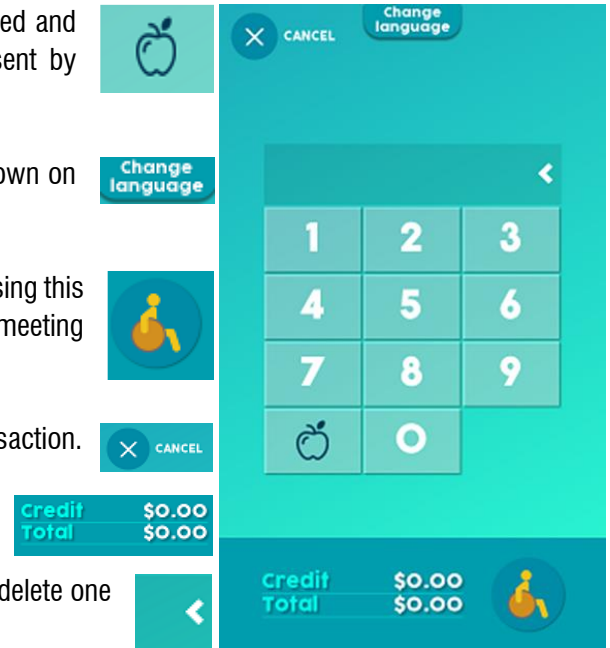 ed and
sent by
own on
Change
language
sing this
meeting
saction.
CANCEL
Credit $0.00
Total $0.00
delete one
CANCEL
Change
language
1 2 3
4 5 6
7 8 9
0
Credit $0.00
Total $0.00